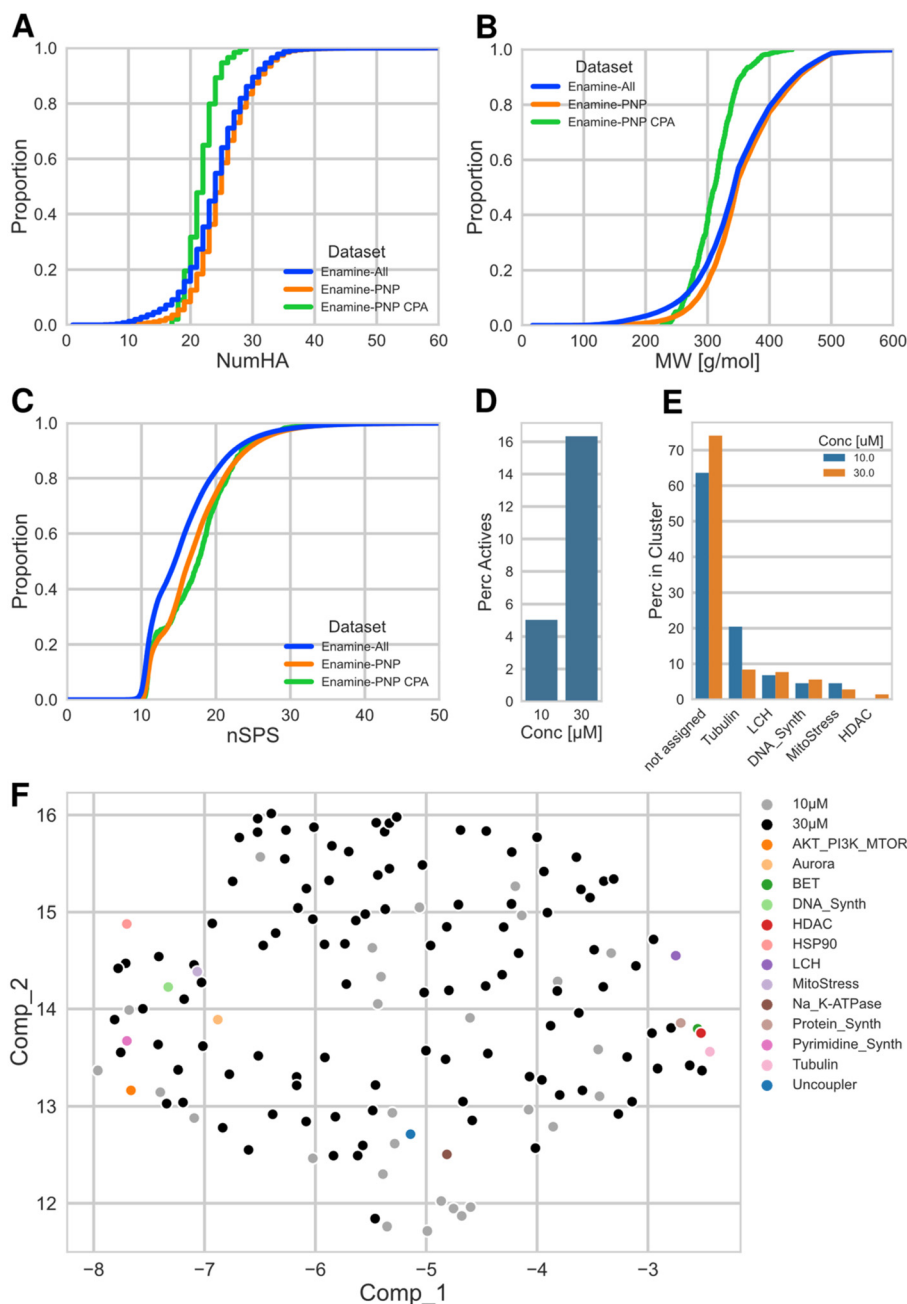 A
1.0
0.8
0.6
0.4
0.2
0.0
Proportion
Dataset
Enamine-All
Enamine-PNP
Enamine-PNP CPA
0 10 20 30 40 50 60
NumHA
B
1.0
0.8
0.6
0.4
0.2
0.0
Proportion
Dataset
Enamine-All
Enamine-PNP
Enamine-PNP CPA
0 100 200 300 400 500 600
MW [g/mol]
C
1.0
0.8
0.6
0.4
0.2
0.0
Proportion
Dataset
Enamine-All
Enamine-PNP
Enamine-PNP CPA
0 10 20 30 40 50
nSPS
D
16
14
12
10
8
6
4
2
0
Perc Actives
10 30
Conc [µM]
E
70
60
50
40
30
20
10
0
Perc in Cluster
Conc [uM]
10.0
30.0
not assigned
Tubulin
LCH
DNA_Synth
MitoStress
HDAC
F
16
15
14
13
12
Comp_2
−8 −7 −6 −5 −4 −3
Comp_1
10µM
30µM
AKT_PI3K_MTOR
Aurora
BET
DNA_Synth
HDAC
HSP90
LCH
MitoStress
Na_K-ATPase
Protein_Synth
Pyrimidine_Synth
Tubulin
Uncoupler